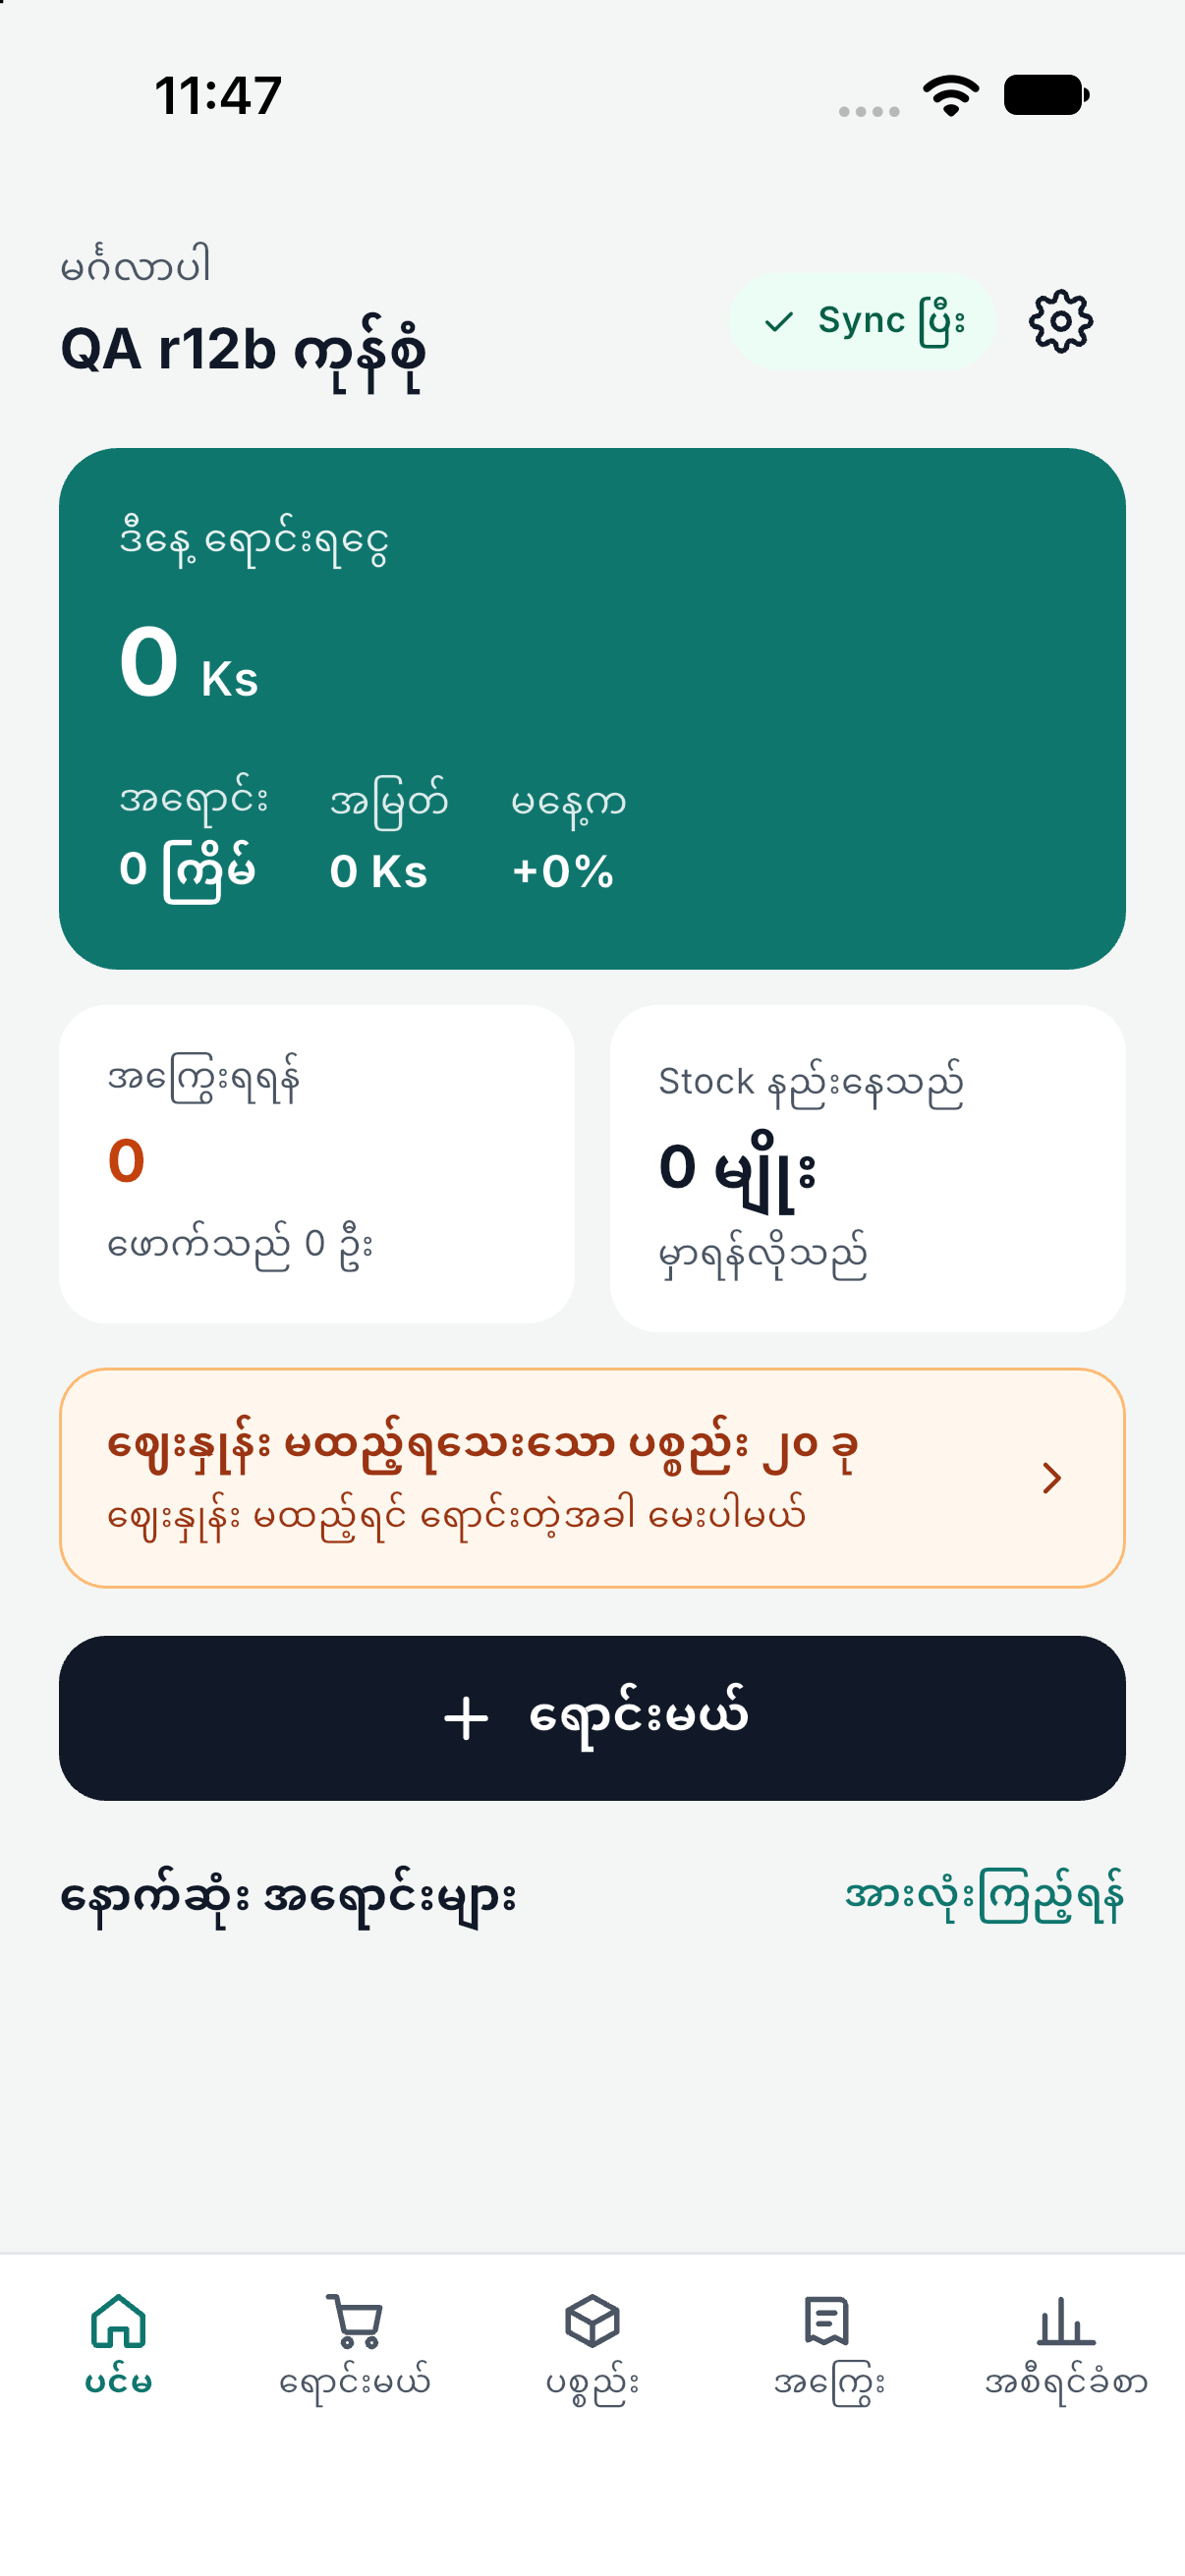 11:47
မင်္ဂလာပါ
QA r12b ကုန်စုံ
Sync ပြီး
ဒီနေ့ ရောင်းရငွေ
0 Ks
အရောင်း အမြတ် မနေ့က
0 ကြိမ် 0 Ks +0%
အကြွေးရရန်
0
ဖောက်သည် 0 ဦး
Stock နည်းနေသည်
0 မျိုး
မှာရန်လိုသည်
ဈေးနှုန်း မထည့်ရသေးသော ပစ္စည်း ၂၀ ခု
ဈေးနှုန်း မထည့်ရင် ရောင်းတဲ့အခါ မေးပါမယ်
ရောင်းမယ်
နောက်ဆုံး အရောင်းများ
အားလုံးကြည့်ရန်
ပင်မ ရောင်းမယ် ပစ္စည်း အကြွေး အစီရင်ခံစာ